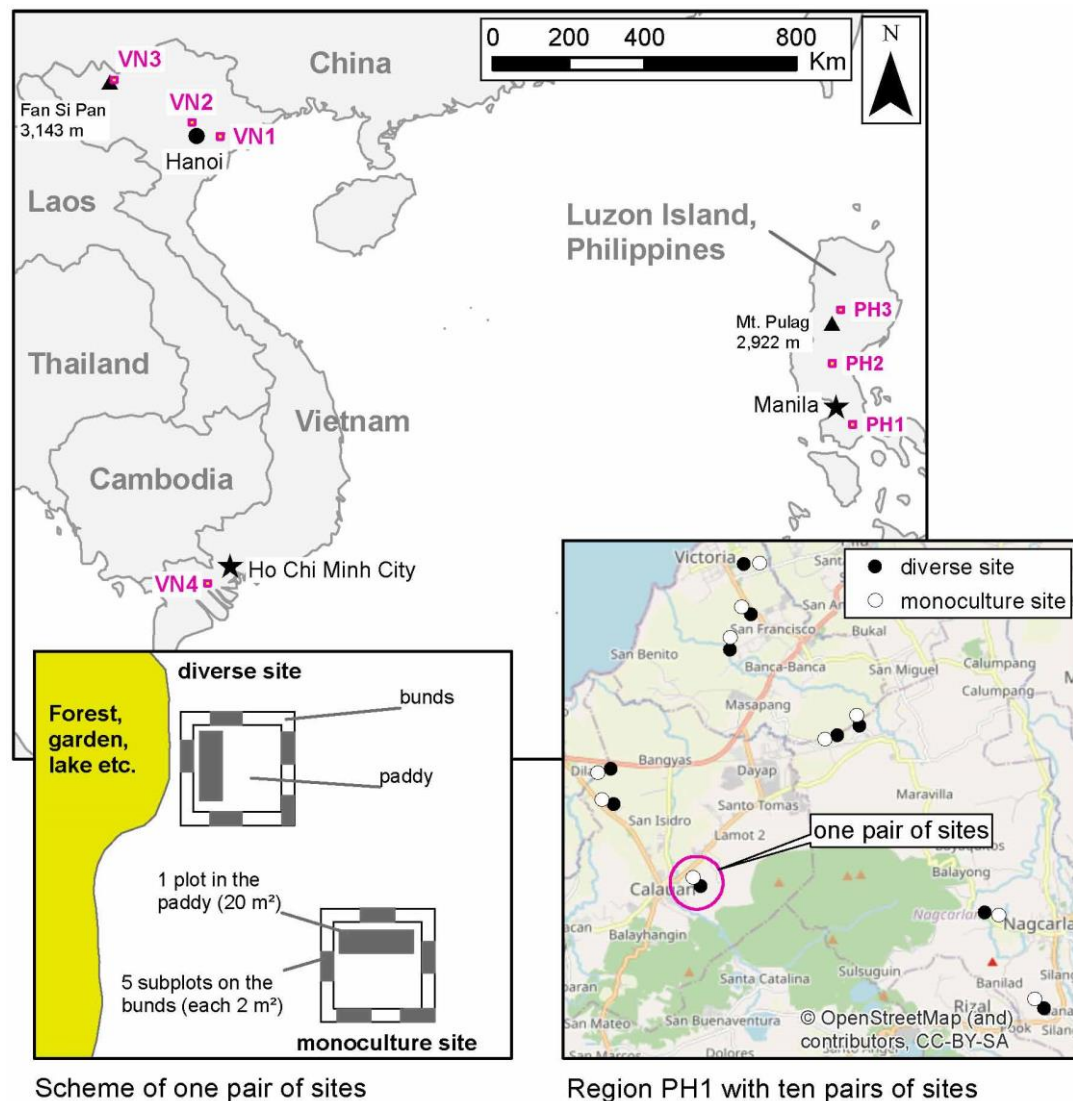 0 200 400 800
Km
N
VN3
China
Fan Si Pan
3,143 m
VN2
VN1
Hanoi
Laos
Luzon Island,
Philippines
PH3
Mt. Pulag
2,922 m
Thailand
PH2
Manila
Vietnam
PH1
Cambodia
Ho Chi Minh City
VN4
diverse site
bunds
Forest,
garden,
lake etc.
paddy
1 plot in the
paddy (20 m²)
5 subplots on the
bunds (each 2 m²)
monoculture site
Scheme of one pair of sites
diverse site
monoculture site
Victoria
San Francisco
Bukal
San Benito
Banca-Banca
San Miguel
Calumpang
Calumpang
Masapang
Bangyas
Dayap
Santo Tomas
Maravilla
San Isidro
Lamot 2
one pair of sites
Balayong
Calauan
Nagcarlan
Nagcarl
Balayhangin
Banilad
Santa Catalina
Sulsuguin
Rizal
San Mateo
San Buenaventura
© OpenStreetMap (and)
contributors, CC-BY-SA
San Marcos
Dolores
Region PH1 with ten pairs of sites